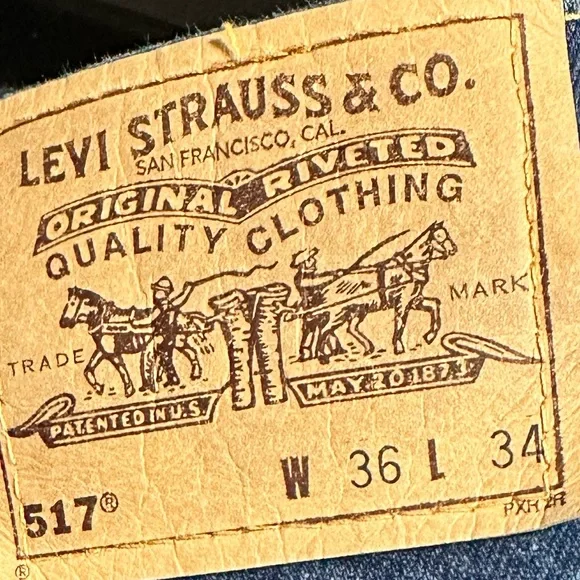 LEVI STRAUSS & CO.
SAN FRANCISCO, CAL.
ORIGINAL RIVETED
QUALITY CLOTHING
TRADE MARK
PATENTED IN U.S. MAY 20 1873
W 36 L 34
517®
®